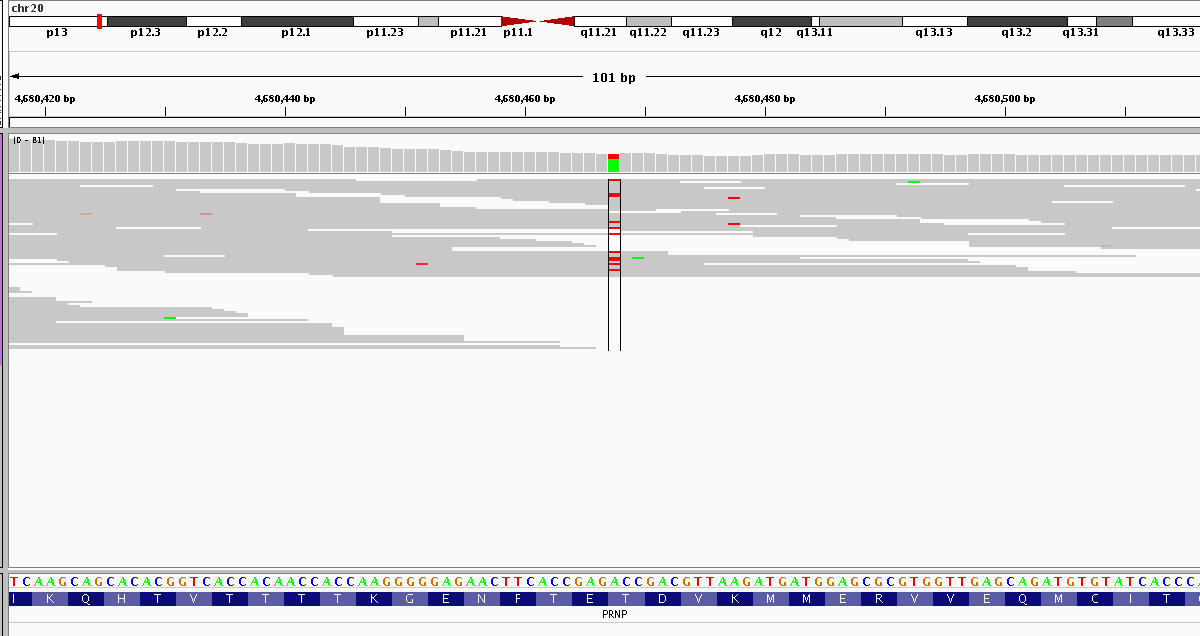 chr20
p13 p12.3 p12.2 p12.1 p11.23 p11.21 p11.1 q11.21 q11.22 q11.23 q12 q13.11 q13.13 q13.2 q13.31 q13.33
101 bp
4,680,420 bp 4,680,440 bp 4,680,460 bp 4,680,480 bp 4,680,500 bp
[0 - 81]
TCAAGCAGCACACGGTCACCACAACCACCAAGGGGGAGAACTTCACCGAGACCGACGTTAAGATGATGGAGCGCGTGGTTGAGCAGATGTGTATCACCC
I K Q H T V T T T T K G E N F T E T D V K M M E R V V E Q M C I T
PRNP